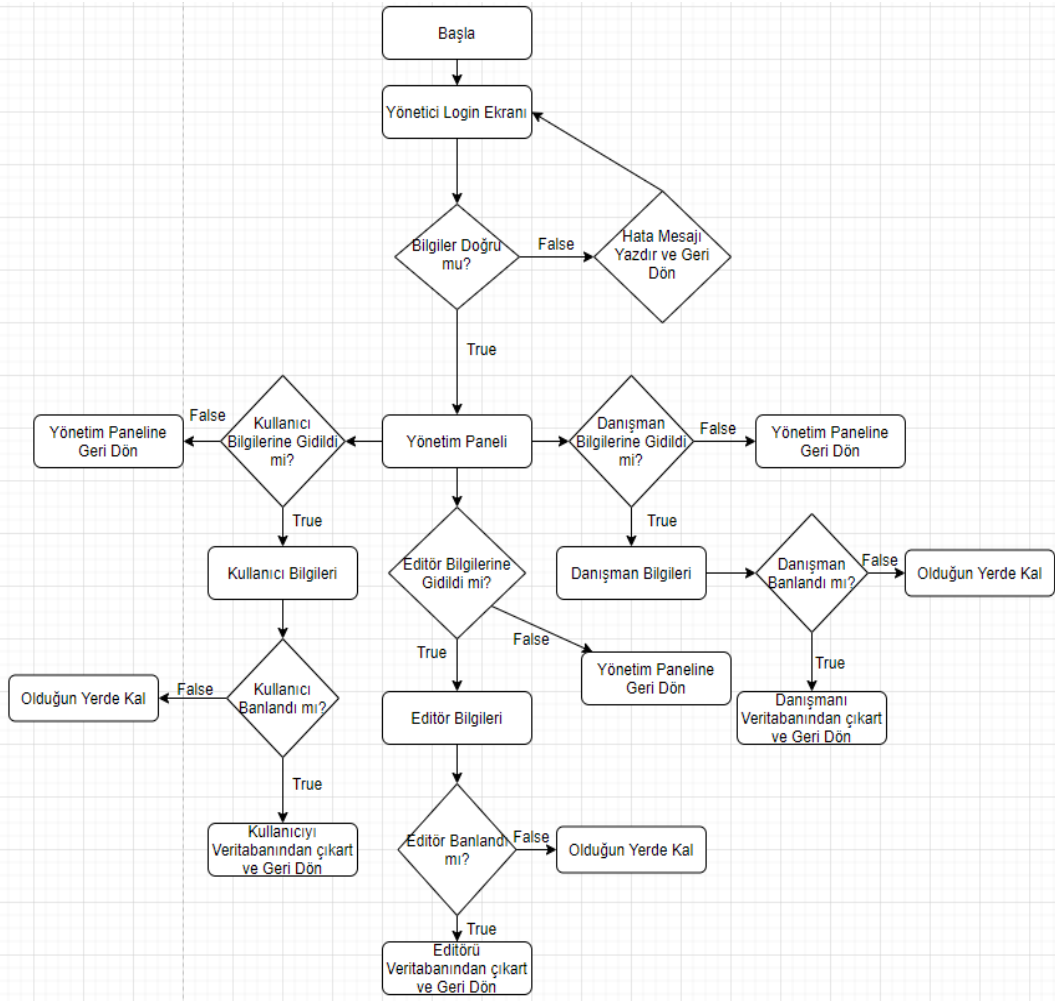 Başla
Yönetici Login Ekranı
Bilgiler Doğru
mu?
False
Hata Mesajı
Yazdır ve Geri
Dön
True
Yönetim Paneline
Geri Dön
False
Kullanıcı
Bilgilerine Gidildi
mi?
Yönetim Paneli
Danışman
Bilgilerine Gidildi
mi?
False
Yönetim Paneline
Geri Dön
True
True
Kullanıcı Bilgileri
Editör Bilgilerine
Gidildi mi?
Danışman Bilgileri
Danışman
Banlandı mı?
False
Olduğun Yerde Kal
False
True
Yönetim Paneline
Geri Dön
True
Olduğun Yerde Kal
False
Kullanıcı
Banlandı mı?
Editör Bilgileri
Danışmanı
Veritabanından çıkart
ve Geri Dön
True
Kullanıcıyı
Veritabanından çıkart
ve Geri Dön
Editör Banlandı
mı?
False
Olduğun Yerde Kal
True
Editörü
Veritabanından çıkart
ve Geri Dön